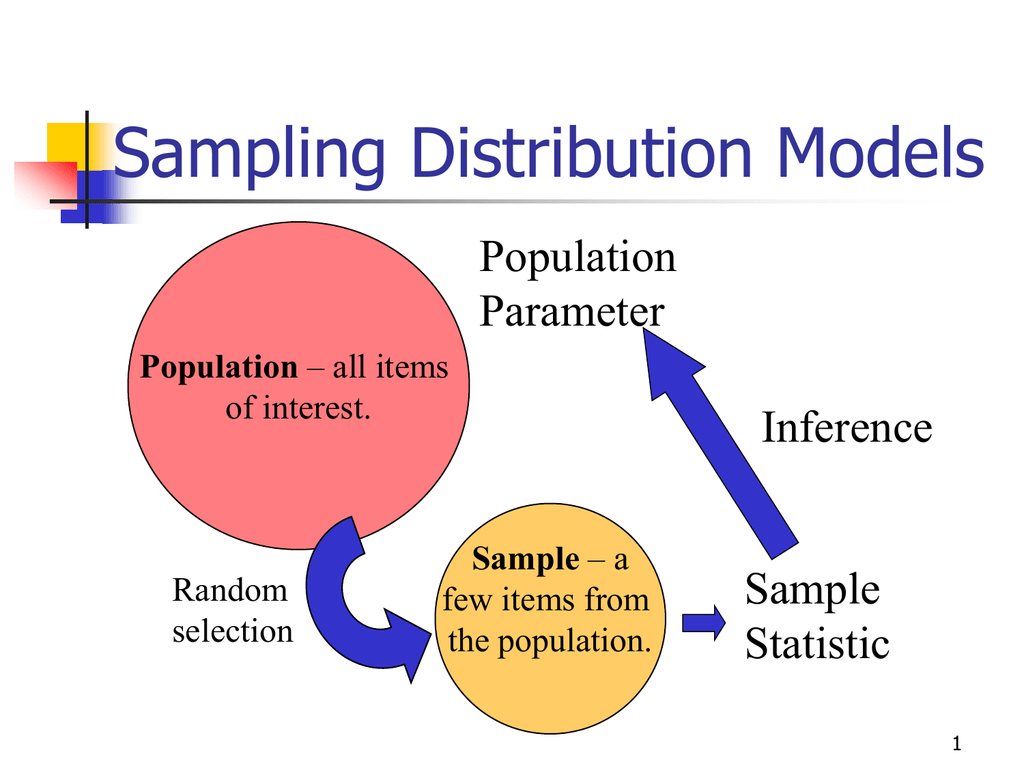 Sampling Distribution Models
Population
Parameter
Population – all items
of interest.
Inference
Random
selection
Sample – a
few items from
the population.
Sample
Statistic
1